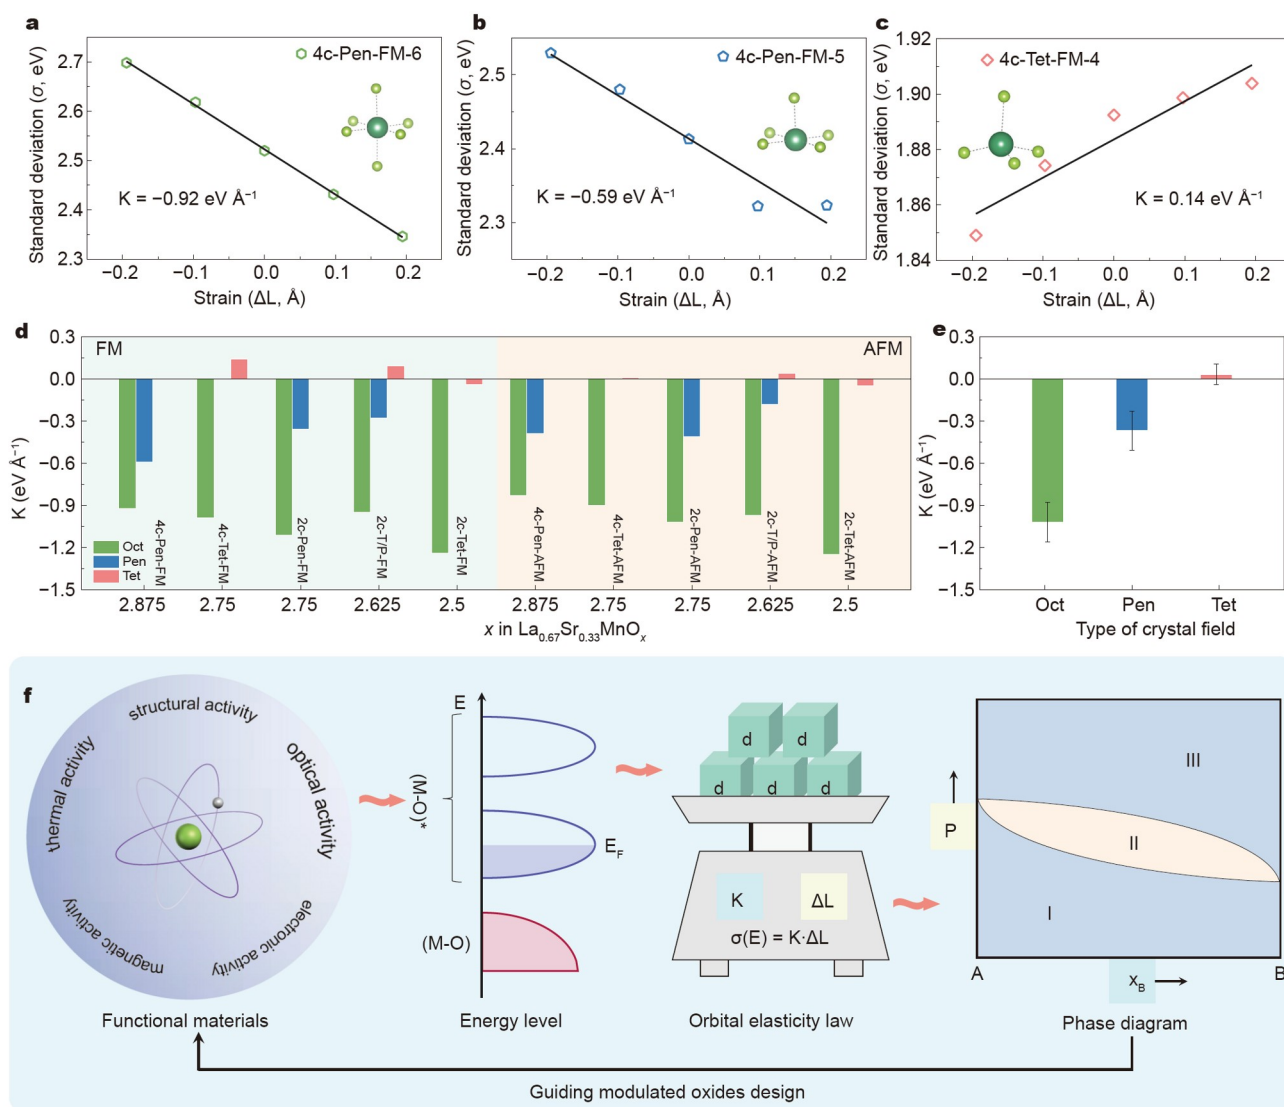 a
4c-Pen-FM-6
K = −0.92 eV Å⁻¹
Standard deviation (σ, eV)
2.7
2.6
2.5
2.4
2.3
−0.2 −0.1 0.0 0.1 0.2
Strain (ΔL, Å)
b
4c-Pen-FM-5
K = −0.59 eV Å⁻¹
Standard deviation (σ, eV)
2.5
2.4
2.3
−0.2 −0.1 0.0 0.1 0.2
Strain (ΔL, Å)
c
4c-Tet-FM-4
K = 0.14 eV Å⁻¹
Standard deviation (σ, eV)
1.92
1.90
1.88
1.86
1.84
−0.2 −0.1 0.0 0.1 0.2
Strain (ΔL, Å)
d
FM
AFM
K (eV Å⁻¹)
0.3
0.0
−0.3
−0.6
−0.9
−1.2
−1.5
Oct
Pen
Tet
4c-Pen-FM
4c-Tet-FM
2c-Pen-FM
2c-T/P-FM
2c-Tet-FM
4c-Pen-AFM
4c-Tet-AFM
2c-Pen-AFM
2c-T/P-AFM
2c-Tet-AFM
2.875 2.75 2.75 2.625 2.5 2.875 2.75 2.75 2.625 2.5
x in La₀.₆₇Sr₀.₃₃MnOₓ
e
K (eV Å⁻¹)
0.3
0.0
−0.3
−0.6
−0.9
−1.2
−1.5
Oct Pen Tet
Type of crystal field
f
structural activity
thermal activity
optical activity
magnetic activity
electronic activity
Functional materials
E
(M-O)*
E_F
(M-O)
Energy level
d d
d d d
K ΔL
σ(E) = K·ΔL
Orbital elasticity law
P
III
II
I
A B
x_B
Phase diagram
Guiding modulated oxides design